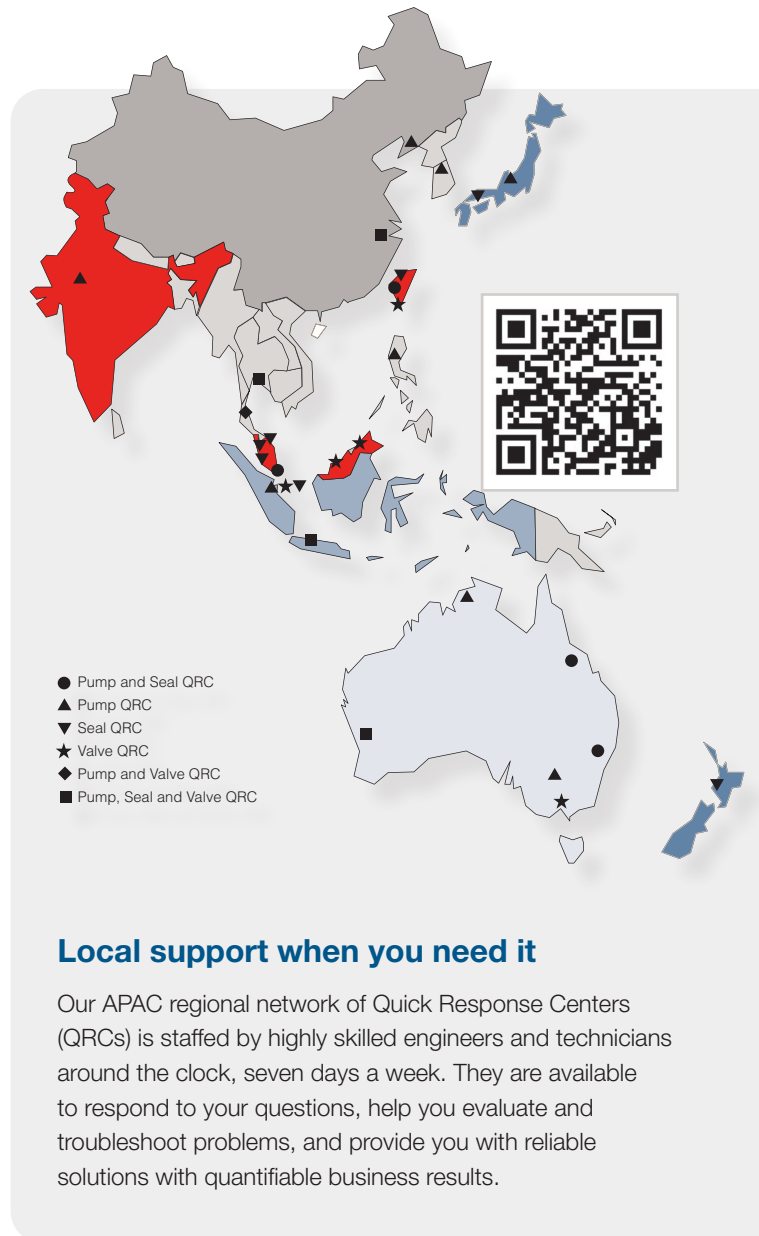 Pump and Seal QRC
Pump QRC
Seal QRC
Valve QRC
Pump and Valve QRC
Pump, Seal and Valve QRC
Local support when you need it
Our APAC regional network of Quick Response Centers
(QRCs) is staffed by highly skilled engineers and technicians
around the clock, seven days a week. They are available
to respond to your questions, help you evaluate and
troubleshoot problems, and provide you with reliable
solutions with quantifiable business results.